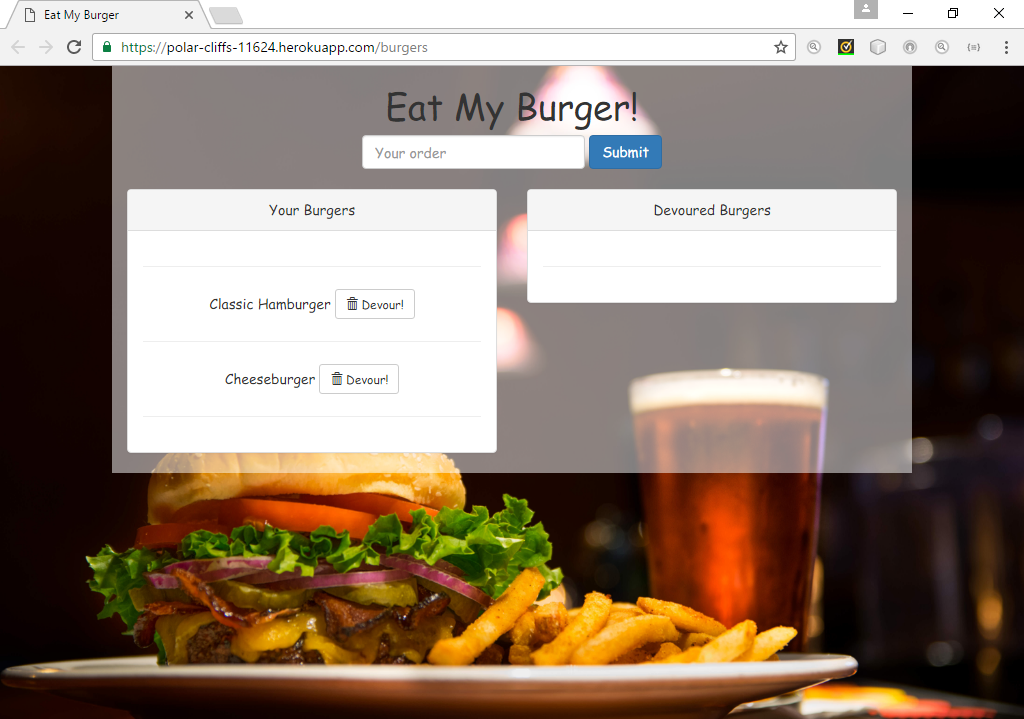 Eat My Burger
https://polar-cliffs-11624.herokuapp.com/burgers
Eat My Burger!
Your order
Submit
Your Burgers
Classic Hamburger Devour!
Cheeseburger Devour!
Devoured Burgers